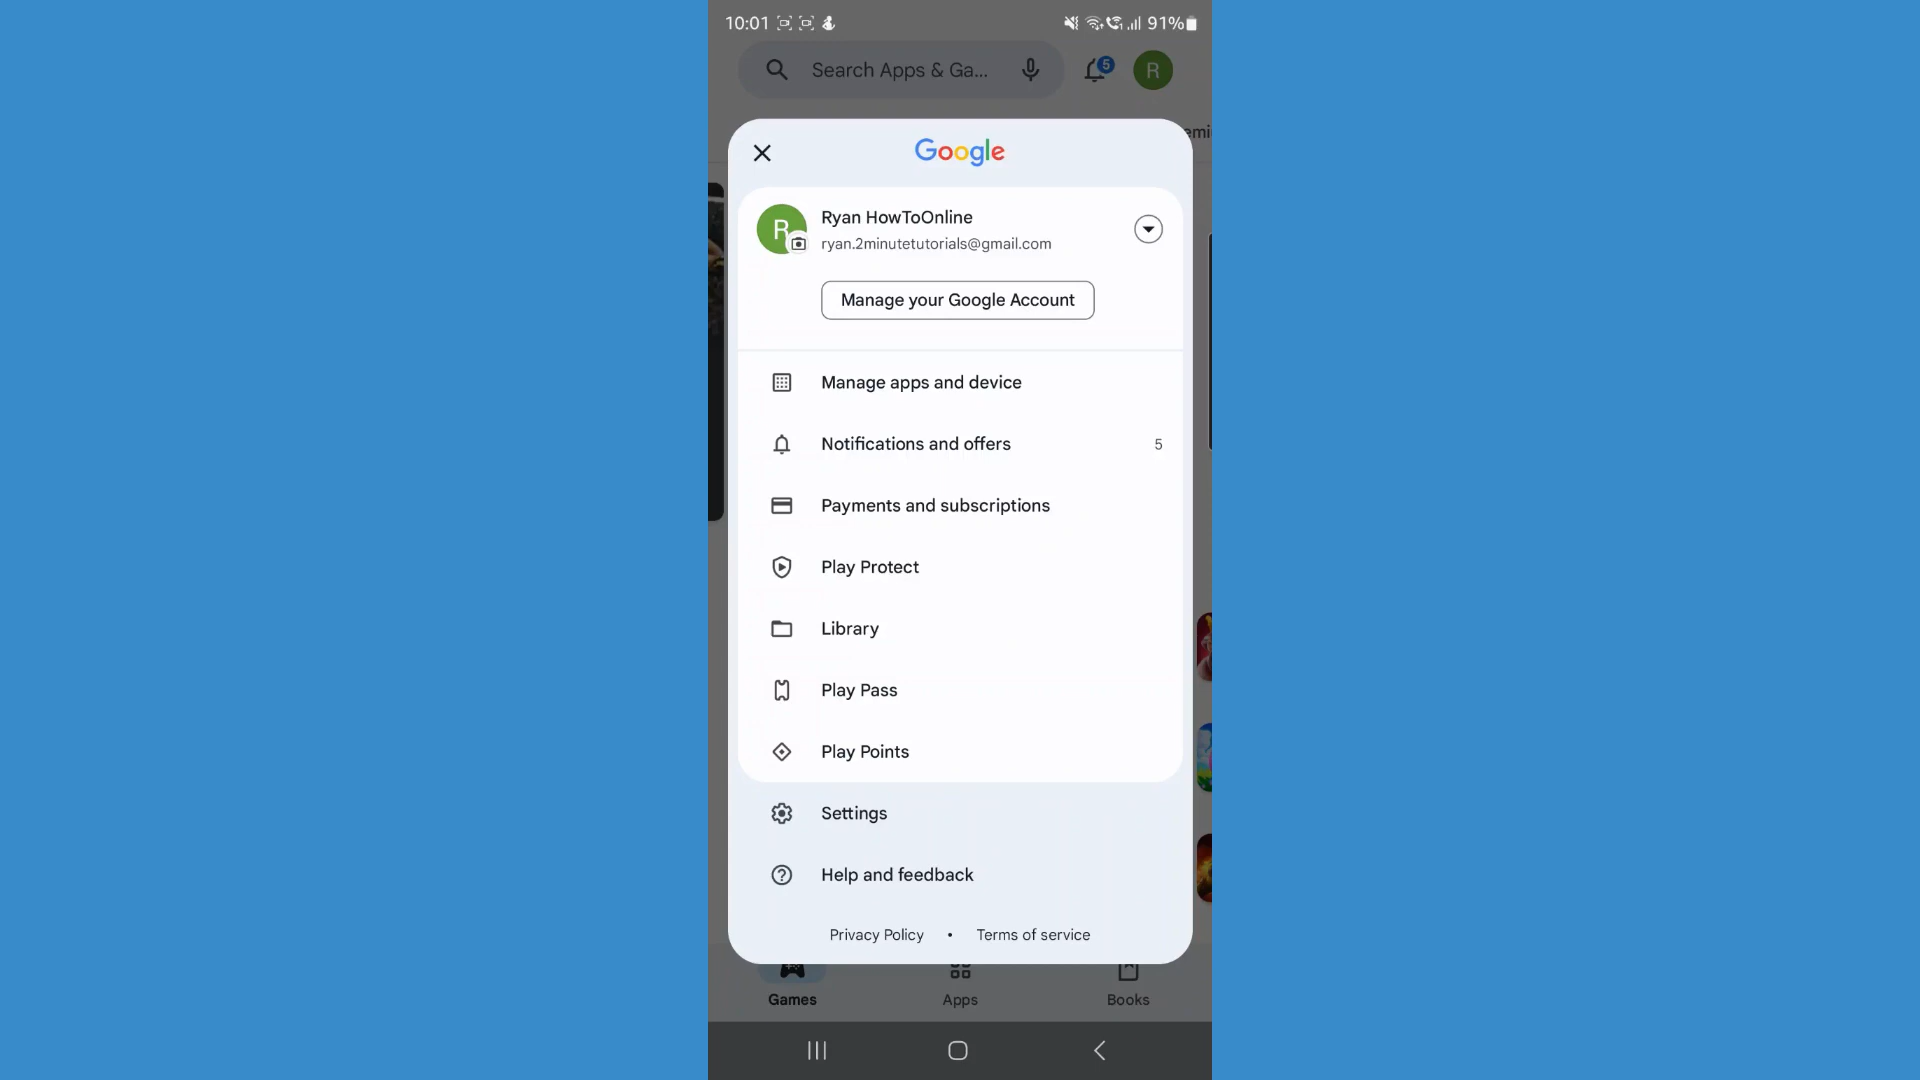 10:01 91%
Search Apps & Ga... 5 R
emi
Google
R Ryan HowToOnline
ryan.2minutetutorials@gmail.com
Manage your Google Account
Manage apps and device
Notifications and offers 5
Payments and subscriptions
Play Protect
Library
Play Pass
Play Points
Settings
Help and feedback
Privacy Policy • Terms of service
Games Apps Books